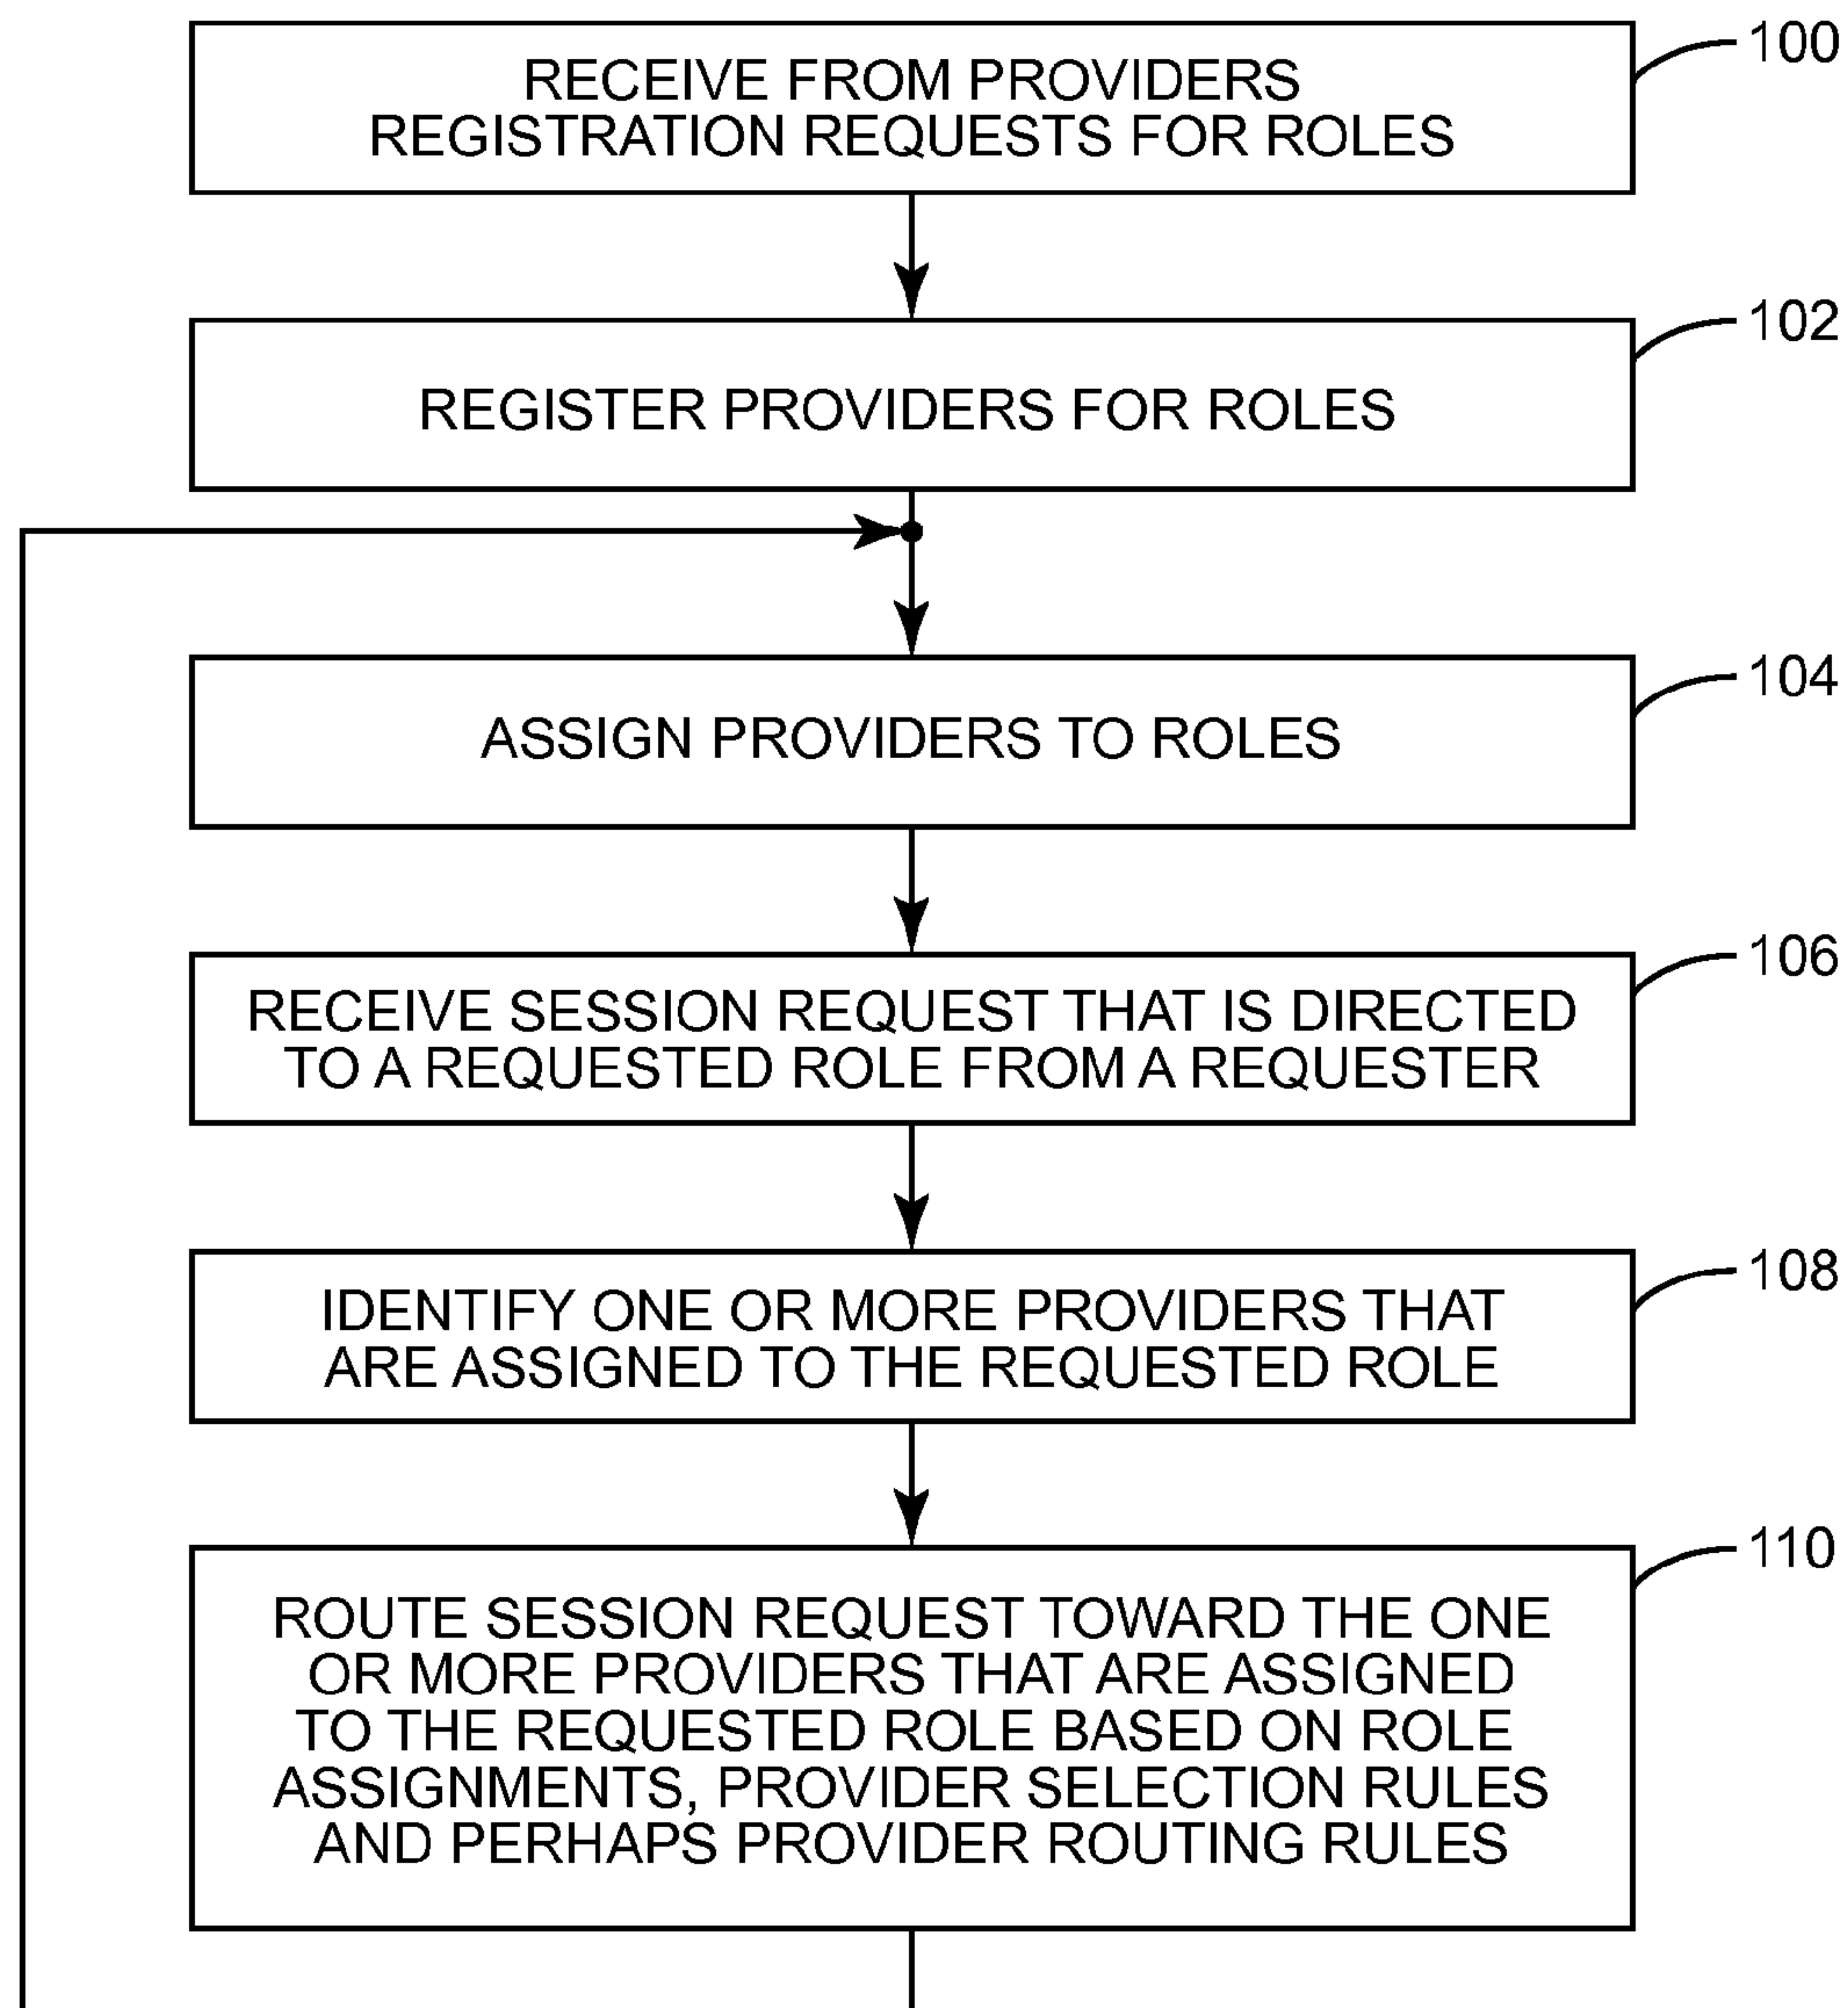 RECEIVE FROM PROVIDERS
REGISTRATION REQUESTS FOR ROLES
100
REGISTER PROVIDERS FOR ROLES
102
ASSIGN PROVIDERS TO ROLES
104
RECEIVE SESSION REQUEST THAT IS DIRECTED
TO A REQUESTED ROLE FROM A REQUESTER
106
IDENTIFY ONE OR MORE PROVIDERS THAT
ARE ASSIGNED TO THE REQUESTED ROLE
108
ROUTE SESSION REQUEST TOWARD THE ONE
OR MORE PROVIDERS THAT ARE ASSIGNED
TO THE REQUESTED ROLE BASED ON ROLE
ASSIGNMENTS, PROVIDER SELECTION RULES
AND PERHAPS PROVIDER ROUTING RULES
110